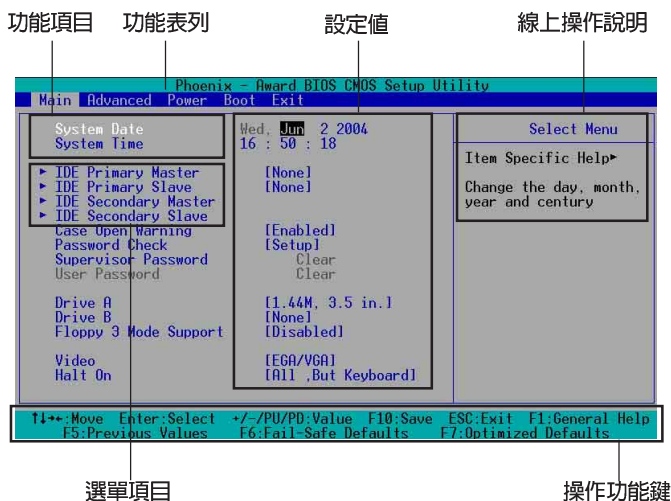 功能項目 功能表列 設定值 線上操作說明
Phoenix - Award BIOS CMOS Setup Utility
Main Advanced Power Boot Exit
System Date Wed, Jun 2 2004 Select Menu
System Time 16 : 50 : 18
Item Specific Help►
► IDE Primary Master [None]
► IDE Primary Slave [None] Change the day, month,
► IDE Secondary Master year and century
► IDE Secondary Slave
Case Open Warning [Enabled]
Password Check [Setup]
Supervisor Password Clear
User Password Clear
Drive A [1.44M, 3.5 in.]
Drive B [None]
Floppy 3 Mode Support [Disabled]
Video [EGA/VGA]
Halt On [All ,But Keyboard]
↑↓→←:Move Enter:Select +/-/PU/PD:Value F10:Save ESC:Exit F1:General Help
F5:Previous Values F6:Fail-Safe Defaults F7:Optimized Defaults
選單項目 操作功能鍵